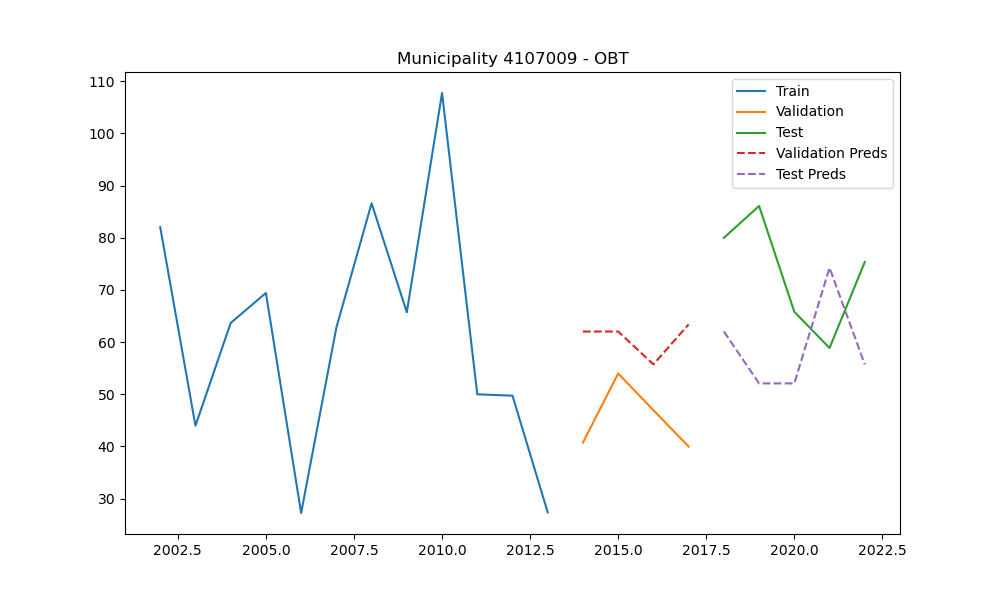 Municipality 4107009 - OBT
110
100
90
80
70
60
50
40
30
Train
Validation
Test
Validation Preds
Test Preds
2002.5 2005.0 2007.5 2010.0 2012.5 2015.0 2017.5 2020.0 2022.5